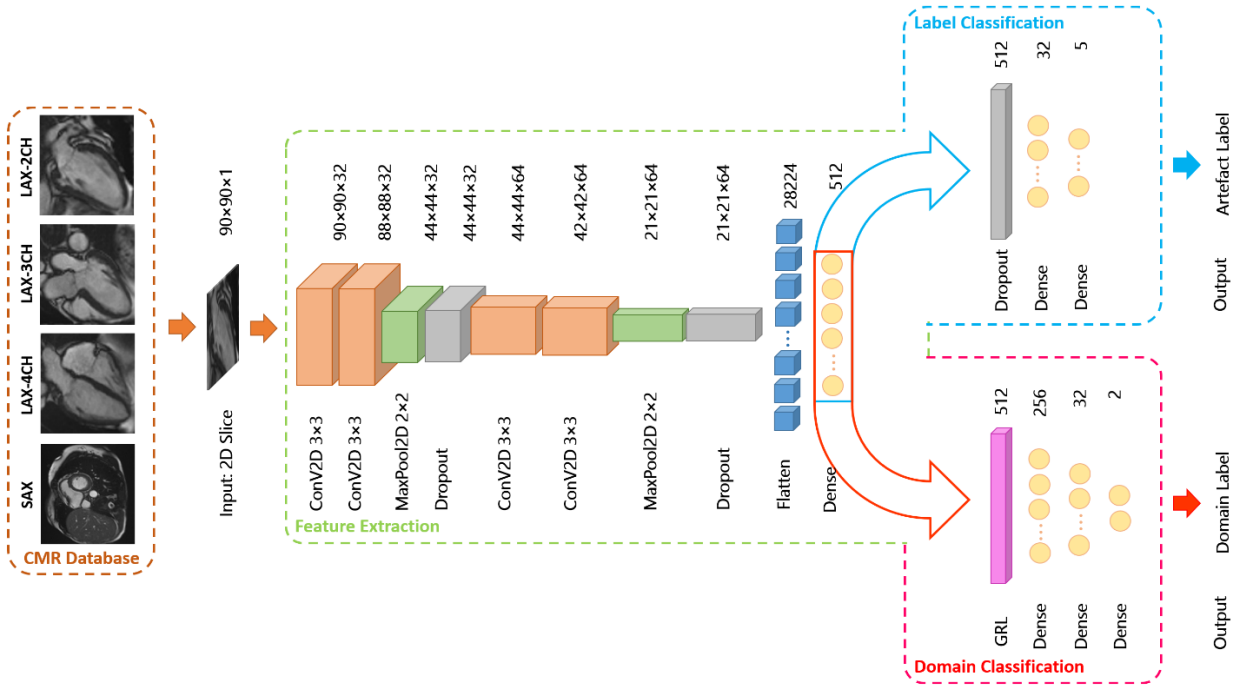 LAX-2CH
LAX-3CH
LAX-4CH
SAX
CMR Database
90×90×1
Input: 2D Slice
90×90×32
88×88×32
44×44×32
44×44×32
44×44×64
42×42×64
21×21×64
21×21×64
28224
512
ConV2D 3×3
ConV2D 3×3
MaxPool2D 2×2
Dropout
ConV2D 3×3
ConV2D 3×3
MaxPool2D 2×2
Dropout
Flatten
Dense
Feature Extraction
Label Classification
512
32
5
Dropout
Dense
Dense
Artefact Label
Output
512
256
32
2
GRL
Dense
Dense
Dense
Domain Classification
Domain Label
Output